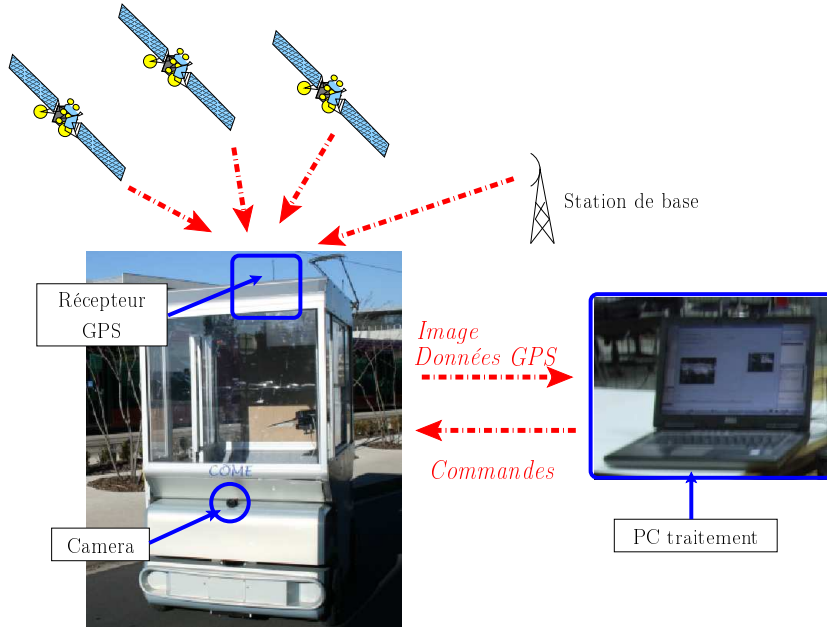 Station de base
Récepteur
GPS
Image
Données GPS
COME
Commandes
Camera
PC traitement